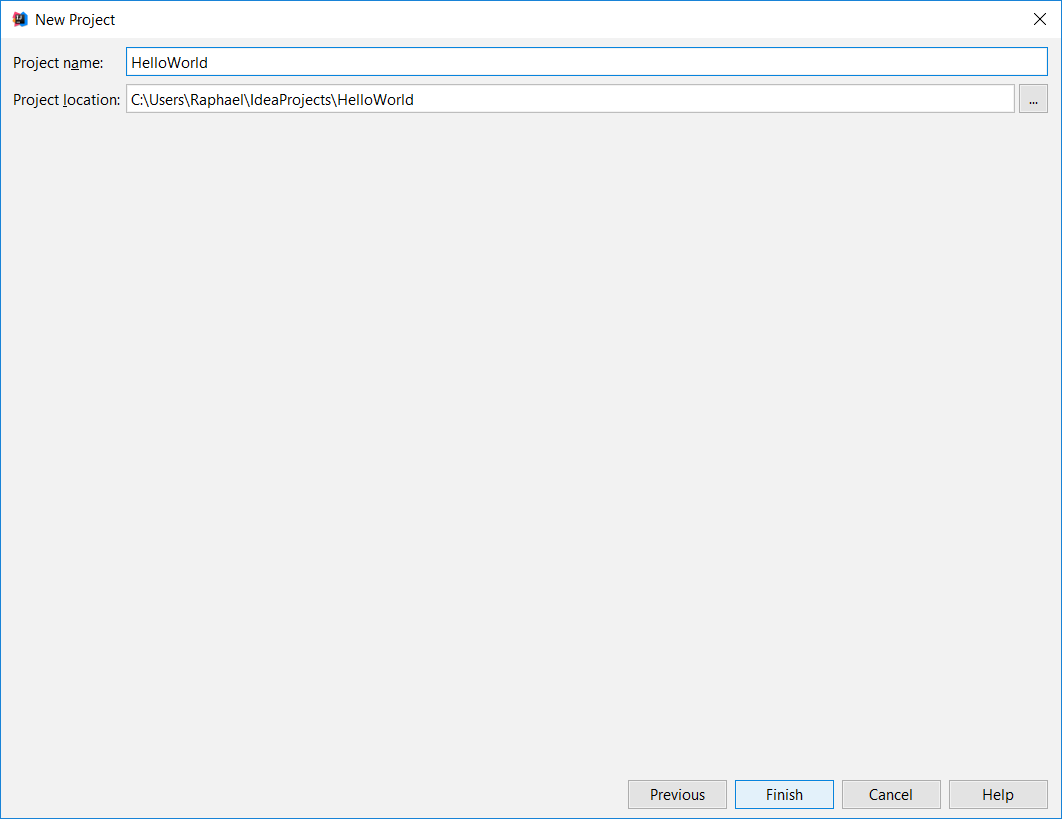 New Project
Project name: HelloWorld
Project location: C:\Users\Raphael\IdeaProjects\HelloWorld ...
Previous Finish Cancel Help